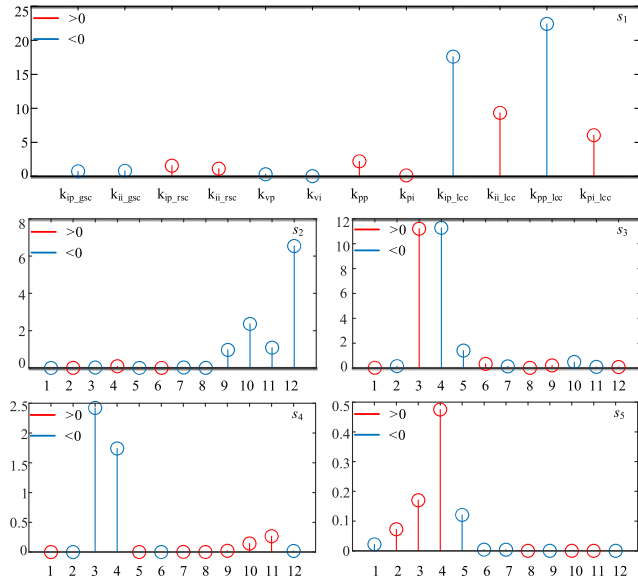 25 >0 s1
20 <0
15
10
5
0
kip_gsc kii_gsc kip_rsc kii_rsc kvp kvi kpp kpi kip_lcc kii_lcc kpp_lcc kpi_lcc
8 >0 s2
6 <0
4
2
0
1 2 3 4 5 6 7 8 9 10 11 12
12 >0 s3
10 <0
8
6
4
2
0
1 2 3 4 5 6 7 8 9 10 11 12
2.5 >0 s4
2 <0
1.5
1
0.5
0
1 2 3 4 5 6 7 8 9 10 11 12
0.5 >0 s5
0.4 <0
0.3
0.2
0.1
0
1 2 3 4 5 6 7 8 9 10 11 12